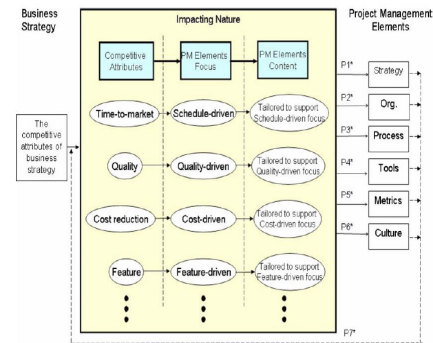 Business
Strategy
Impacting Nature
Project Management
Elements
Competitive
Attributes
PM Elements
Focus
PM Elements
Content
P1*
Strategy
Time-to-market
Schedule-driven
Tailored to support
Schedule-driven focus
P2*
Org.
The
competitive
attributes of
business
strategy
P3*
Process
Quality
Quality-driven
Tailored to support
Quality-driven focus
P4*
Tools
P5*
Metrics
Cost reduction
Cost-driven
Tailored to support
Cost-driven focus
P6*
Culture
Feature
Feature-driven
Tailored to support
Feature-driven focus
P7*